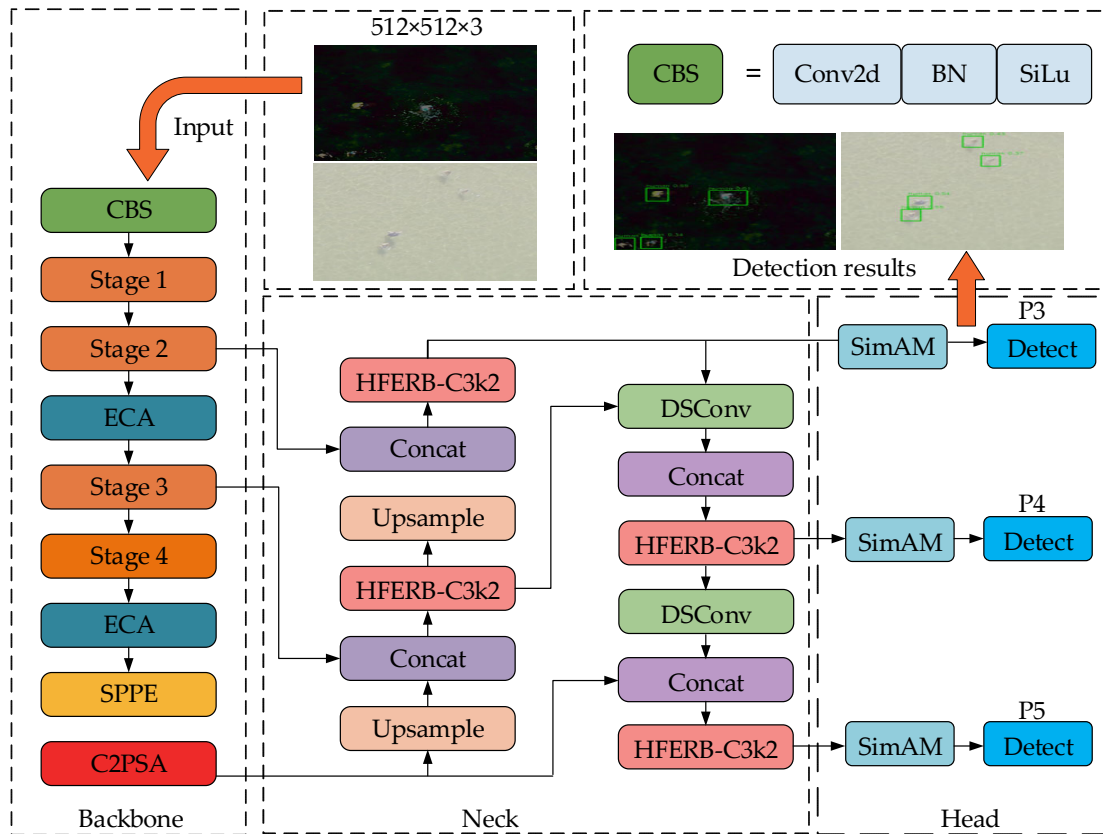 512×512×3
Input
CBS
=
Conv2d
BN
SiLu
Detection results
CBS
Stage 1
Stage 2
ECA
Stage 3
Stage 4
ECA
SPPE
C2PSA
Backbone
HFERB-C3k2
Concat
Upsample
HFERB-C3k2
Concat
Upsample
DSConv
Concat
HFERB-C3k2
DSConv
Concat
HFERB-C3k2
Neck
P3
SimAM
Detect
P4
SimAM
Detect
P5
SimAM
Detect
Head